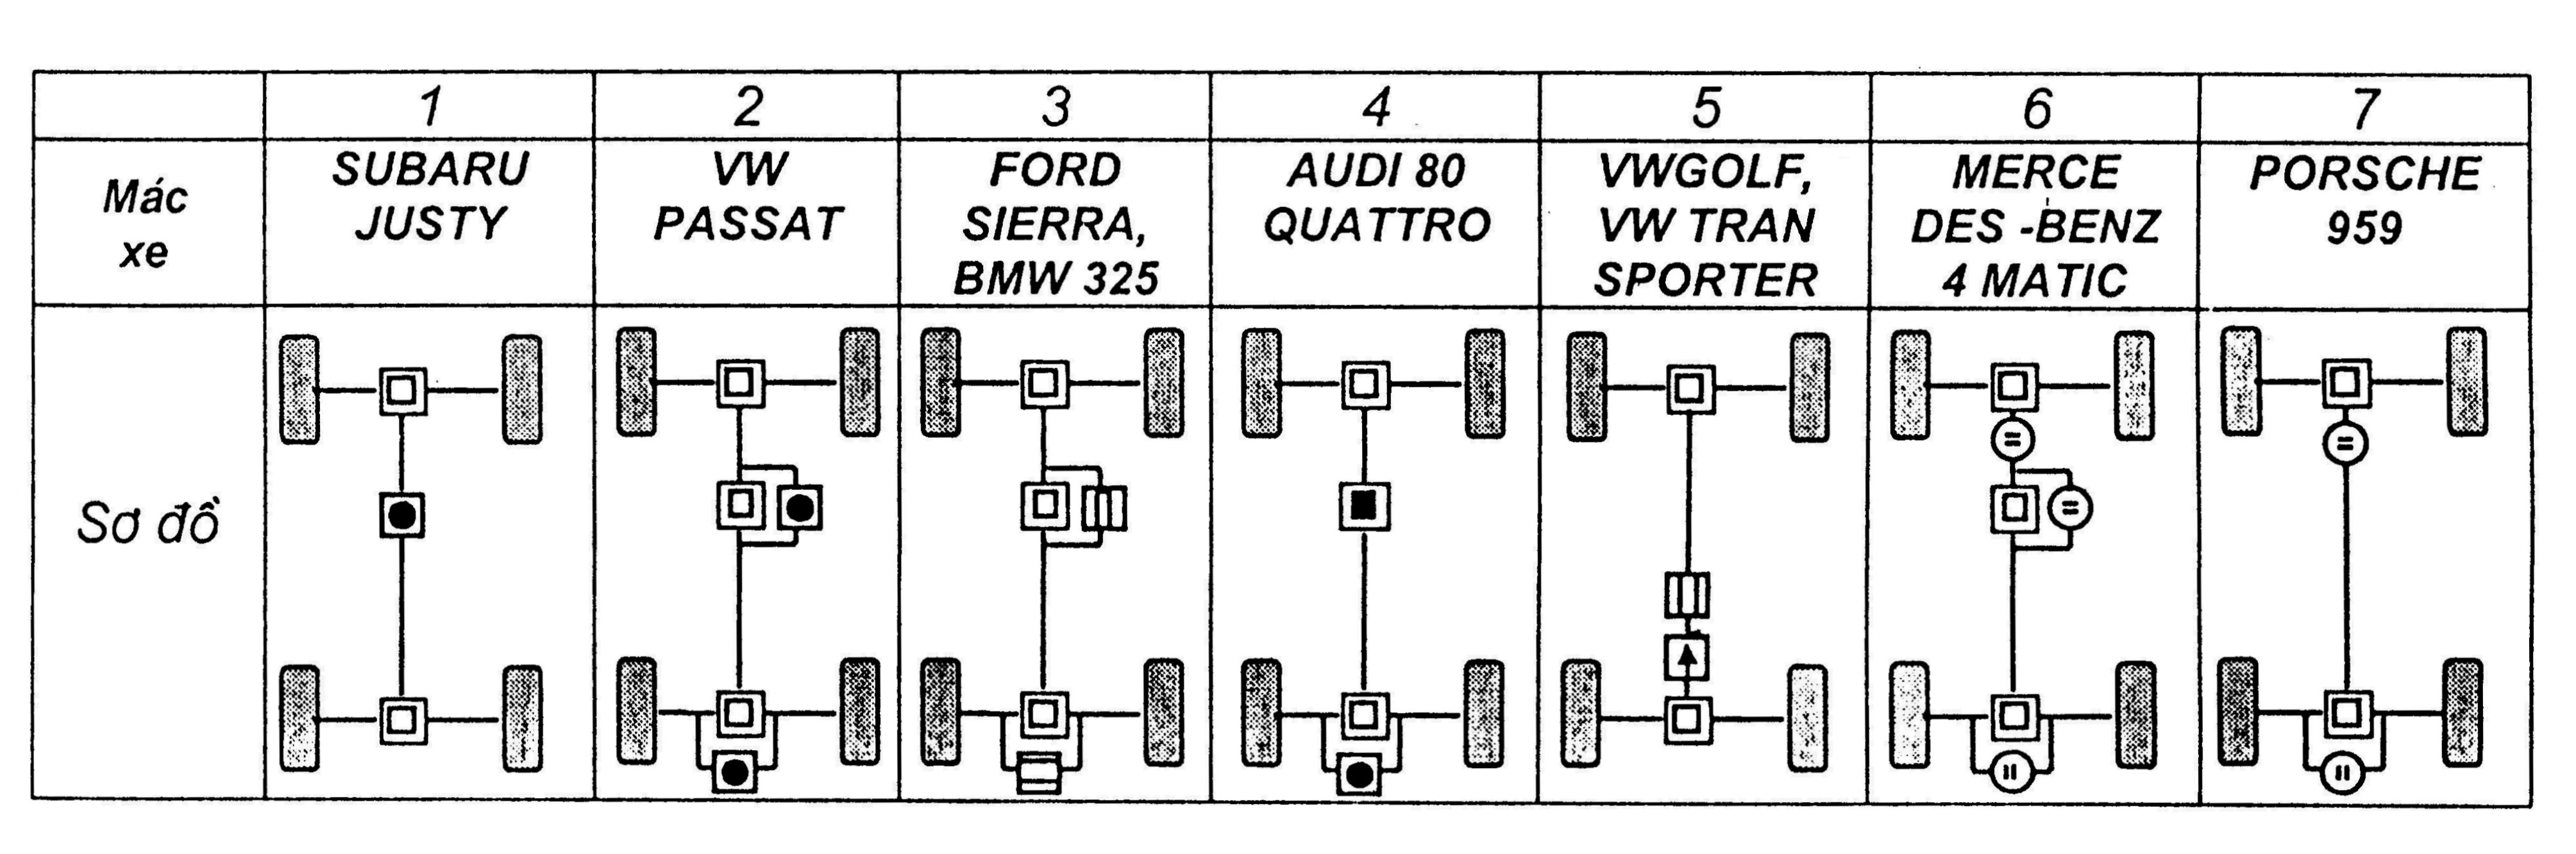 1 2 3 4 5 6 7
Mác
xe
SUBARU
JUSTY
VW
PASSAT
FORD
SIERRA,
BMW 325
AUDI 80
QUATTRO
VWGOLF,
VW TRAN
SPORTER
MERCE
DES -BENZ
4 MATIC
PORSCHE
959
Sơ đồ